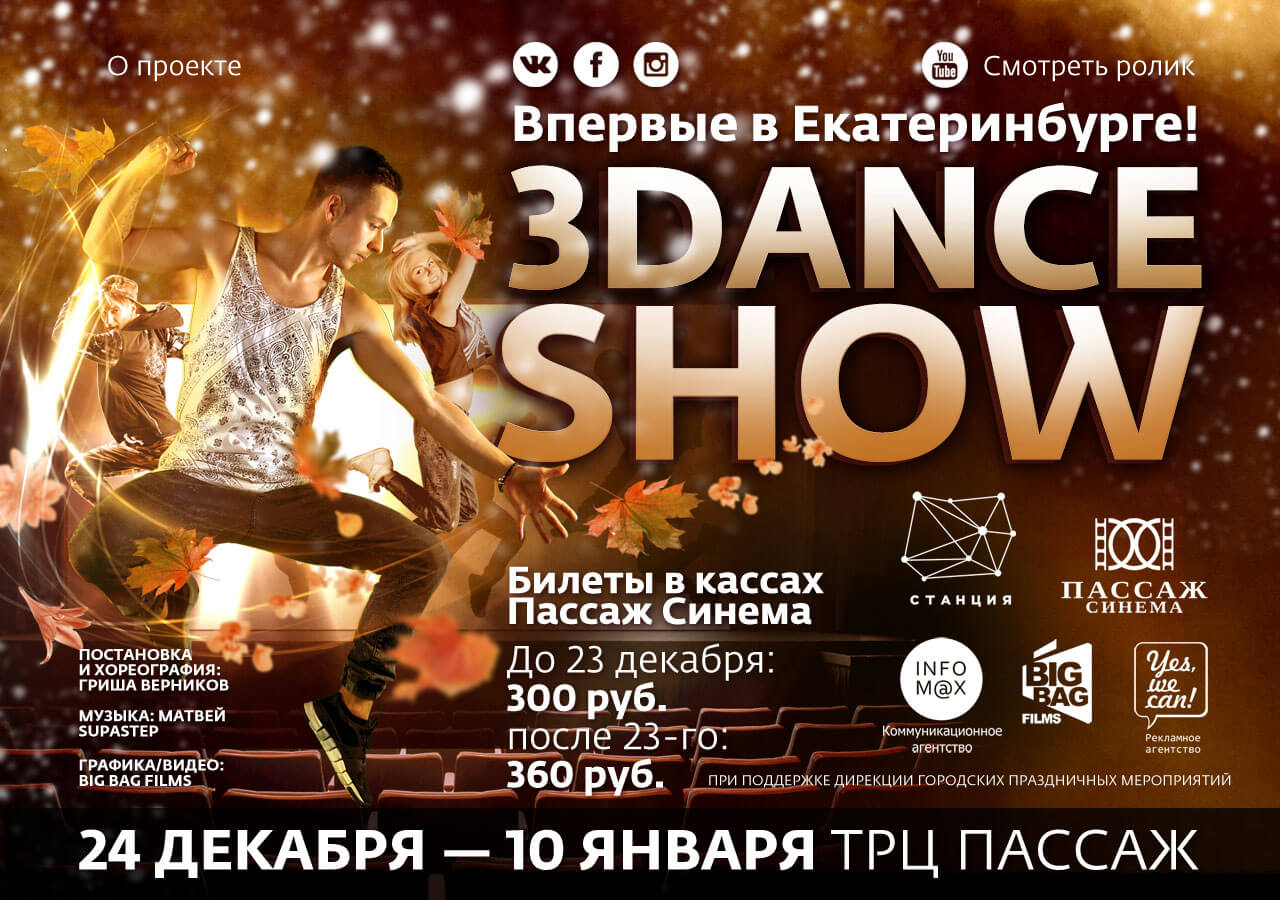 О проекте
You
Tube
Смотреть ролик
Впервые в Екатеринбурге!
3DANCE
SHOW
СТАНЦИЯ
ПАССАЖ
СИНЕМА
Билеты в кассах
Пассаж Синема
До 23 декабря:
300 руб.
после 23-го:
360 руб.
ПОСТАНОВКА
И ХОРЕОГРАФИЯ:
ГРИША ВЕРНИКОВ
МУЗЫКА: МАТВЕЙ
SUPASTEP
ГРАФИКА/ВИДЕО:
BIG BAG FILMS
INFO
M@X
Коммуникационное
агентство
BIG
BAG
FILMS
Yes,
we
can!
Рекламное
агентство
ПРИ ПОДДЕРЖКЕ ДИРЕКЦИИ ГОРОДСКИХ ПРАЗДНИЧНЫХ МЕРОПРИЯТИЙ
24 ДЕКАБРЯ — 10 ЯНВАРЯ ТРЦ ПАССАЖ